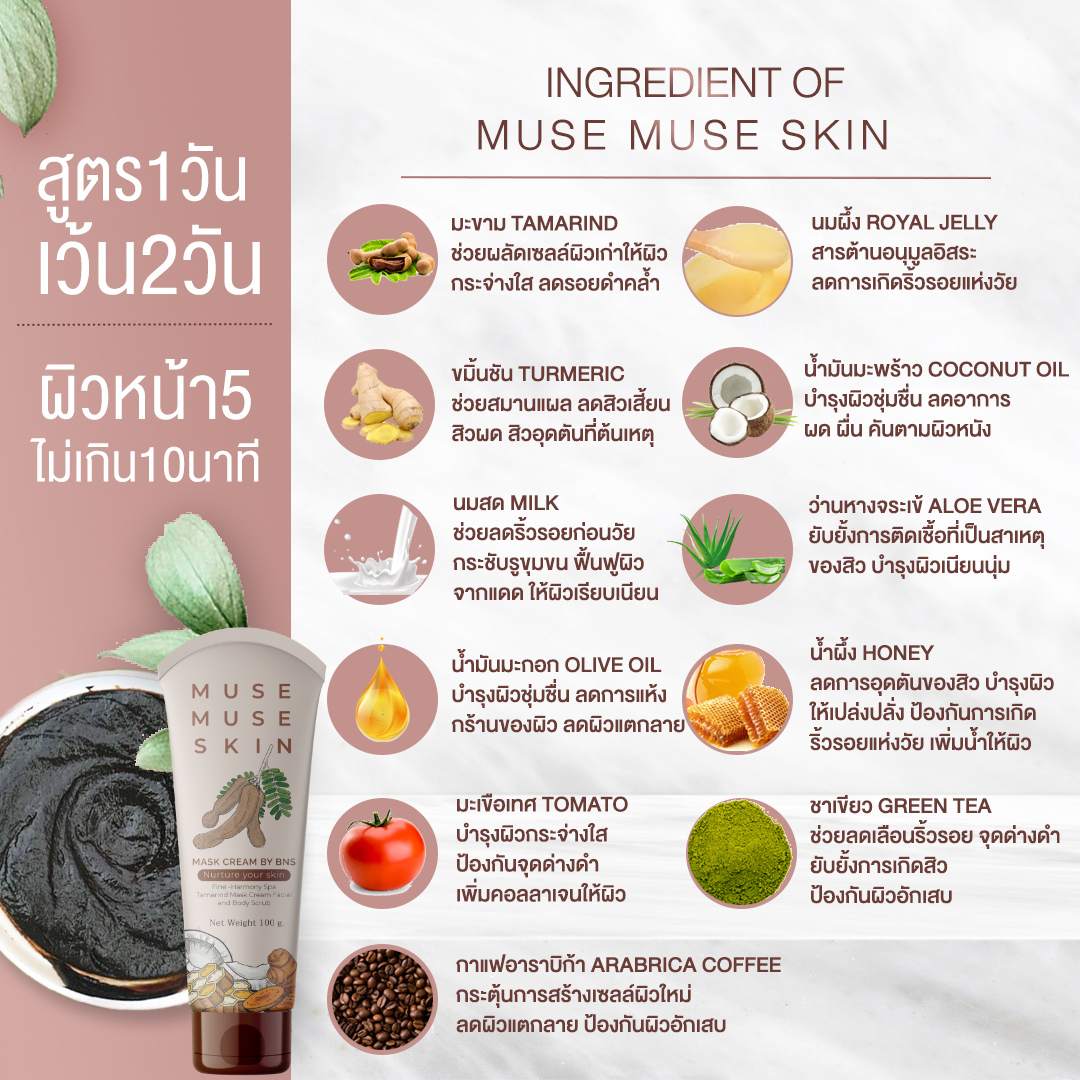 สูตร1วัน
เว้น2วัน
ผิวหน้า5
ไม่เกิน10นาที
INGREDIENT OF
MUSE MUSE SKIN
มะขาม TAMARIND
ช่วยผลัดเซลล์ผิวเก่าให้ผิว
กระจ่างใส ลดรอยดำคล้ำ
นมผึ้ง ROYAL JELLY
สารต้านอนุมูลอิสระ
ลดการเกิดริ้วรอยแห่งวัย
ขมิ้นชัน TURMERIC
ช่วยสมานแผล ลดสิวเสี้ยน
สิวผด สิวอุดตันที่ต้นเหตุ
น้ำมันมะพร้าว COCONUT OIL
บำรุงผิวชุ่มชื่น ลดอาการ
ผด ผื่น คันตามผิวหนัง
นมสด MILK
ช่วยลดริ้วรอยก่อนวัย
กระชับรูขุมขน ฟื้นฟูผิว
จากแดด ให้ผิวเรียบเนียน
ว่านหางจระเข้ ALOE VERA
ยับยั้งการติดเชื้อที่เป็นสาเหตุ
ของสิว บำรุงผิวเนียนนุ่ม
น้ำมันมะกอก OLIVE OIL
บำรุงผิวชุ่มชื่น ลดการแห้ง
กร้านของผิว ลดผิวแตกลาย
น้ำผึ้ง HONEY
ลดการอุดตันของสิว บำรุงผิว
ให้เปล่งปลั่ง ป้องกันการเกิด
ริ้วรอยแห่งวัย เพิ่มน้ำให้ผิว
มะเขือเทศ TOMATO
บำรุงผิวกระจ่างใส
ป้องกันจุดด่างดำ
เพิ่มคอลลาเจนให้ผิว
ชาเขียว GREEN TEA
ช่วยลดเลือนริ้วรอย จุดด่างดำ
ยับยั้งการเกิดสิว
ป้องกันผิวอักเสบ
กาแฟอาราบิก้า ARABRICA COFFEE
กระตุ้นการสร้างเซลล์ผิวใหม่
ลดผิวแตกลาย ป้องกันผิวอักเสบ
MUSE
MUSE
SKIN
MASK CREAM BY BNS
Nurture your skin
Fine -Harmony Spa
Tamarind Mask Cream Facial
and Body Scrub
Net Weight 100 g.